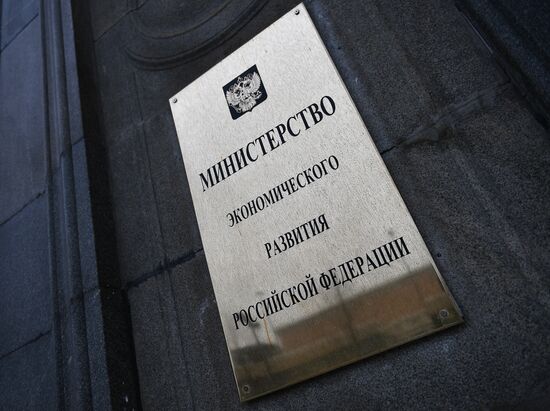 МИНИСТЕРСТВО
ЭКОНОМИЧЕСКОГО
РАЗВИТИЯ
РОССИЙСКОЙ ФЕДЕРАЦИИ